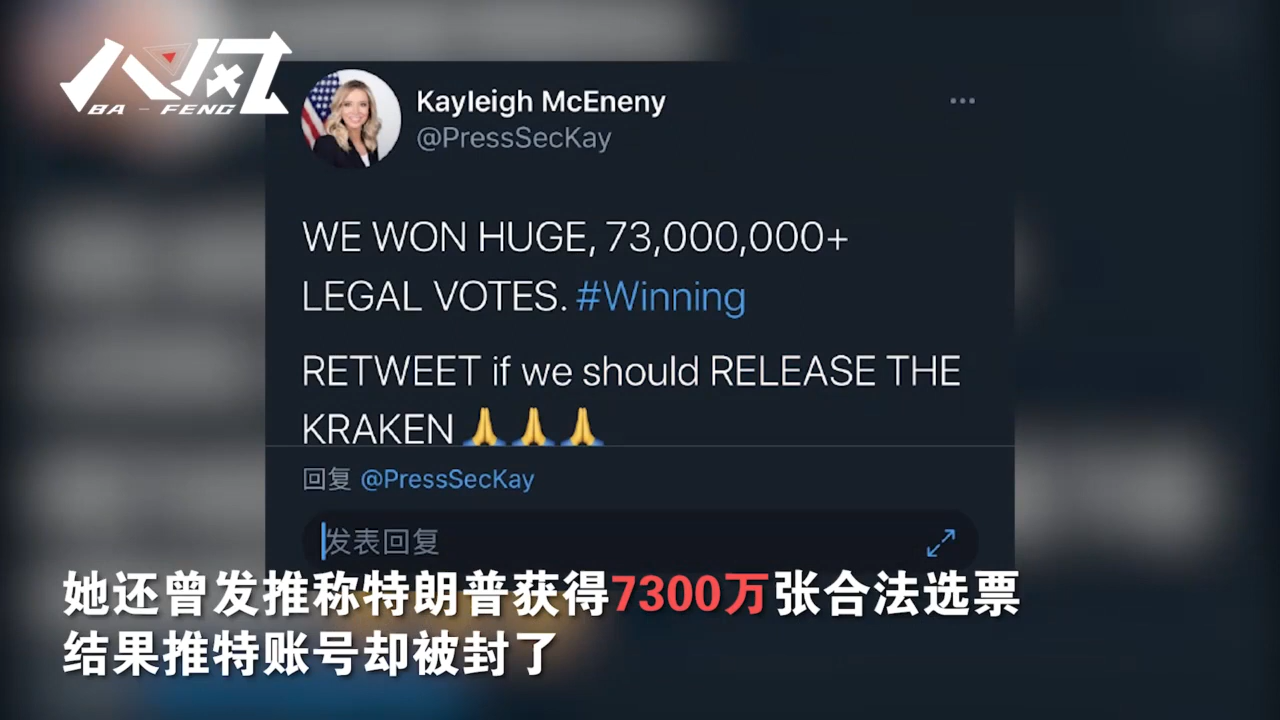 八风
BA-FENG
Kayleigh McEneny
@PressSecKay
WE WON HUGE, 73,000,000+
LEGAL VOTES. #Winning
RETWEET if we should RELEASE THE
KRAKEN 🙏🙏🙏
回复 @PressSecKay
发表回复
她还曾发推称特朗普获得7300万张合法选票
结果推特账号却被封了